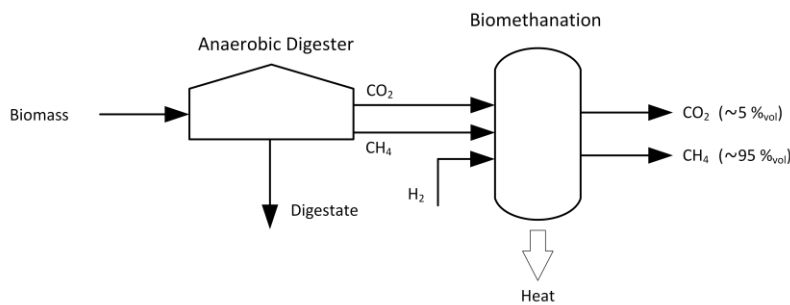 Biomethanation
Anaerobic Digester
CO₂
Biomass
CH₄
H₂
Digestate
CO₂ (~5 %vol)
CH₄ (~95 %vol)
Heat